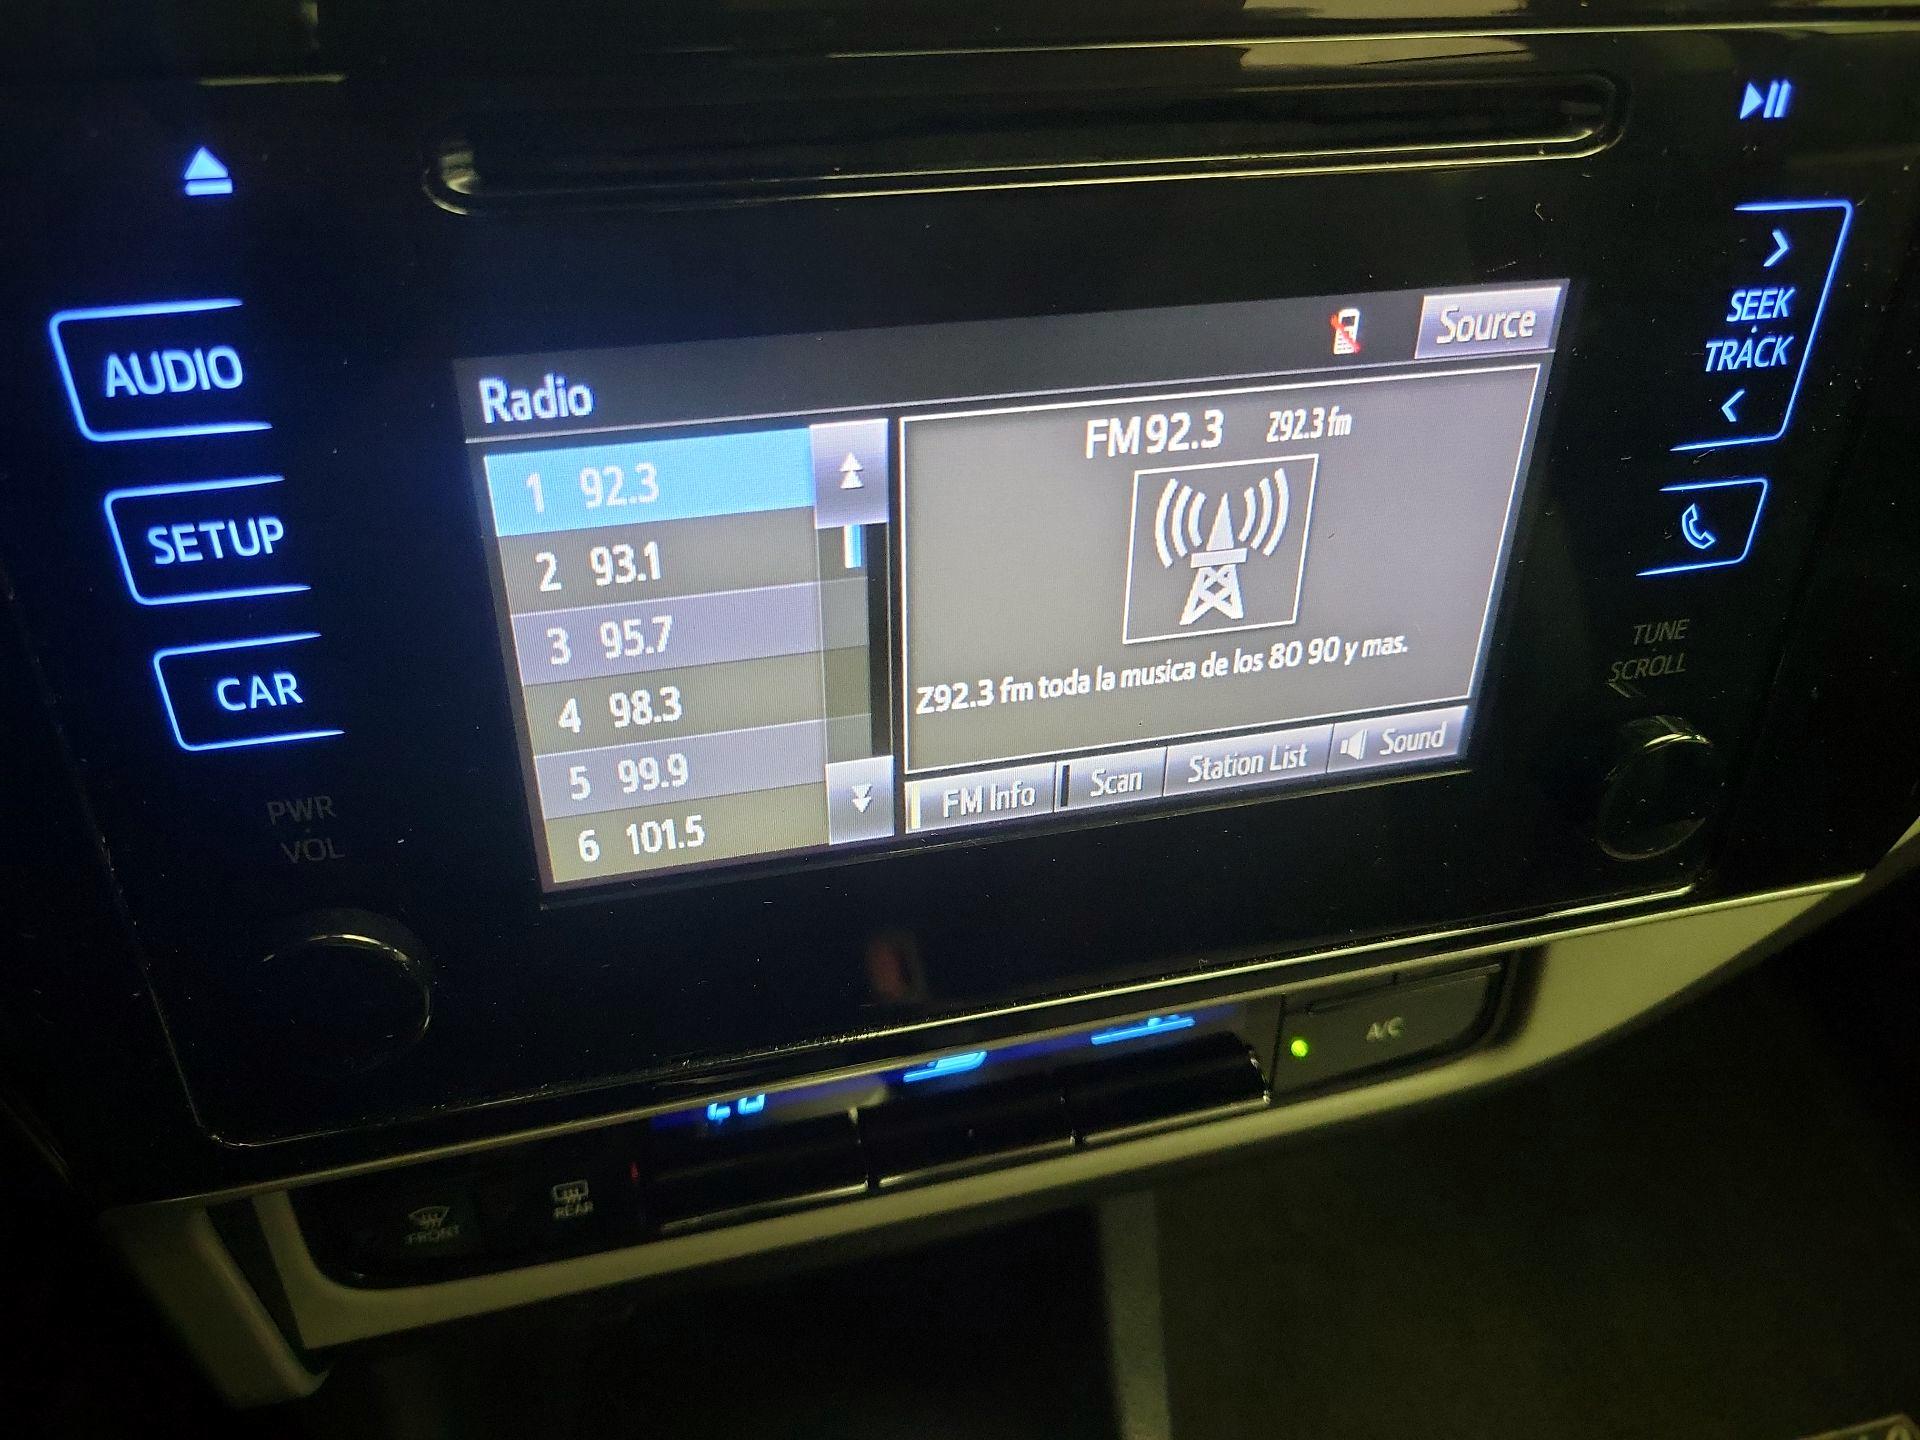 AUDIO
SETUP
CAR
PWR
VOL
Radio
Source
1 92.3
2 93.1
3 95.7
4 98.3
5 99.9
6 101.5
FM 92.3 Z92.3 fm
Z92.3 fm toda la musica de los 80 90 y mas.
FM Info
Scan
Station List
Sound
SEEK
TRACK
TUNE
SCROLL
A/C
FRONT
REAR